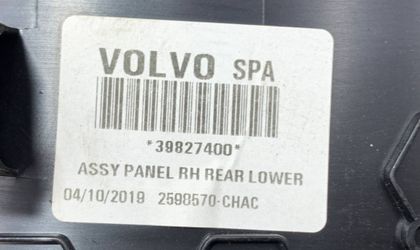 VOLVO SPA
*39827400*
ASSY PANEL RH REAR LOWER
04/10/2019 2598570-CHAC